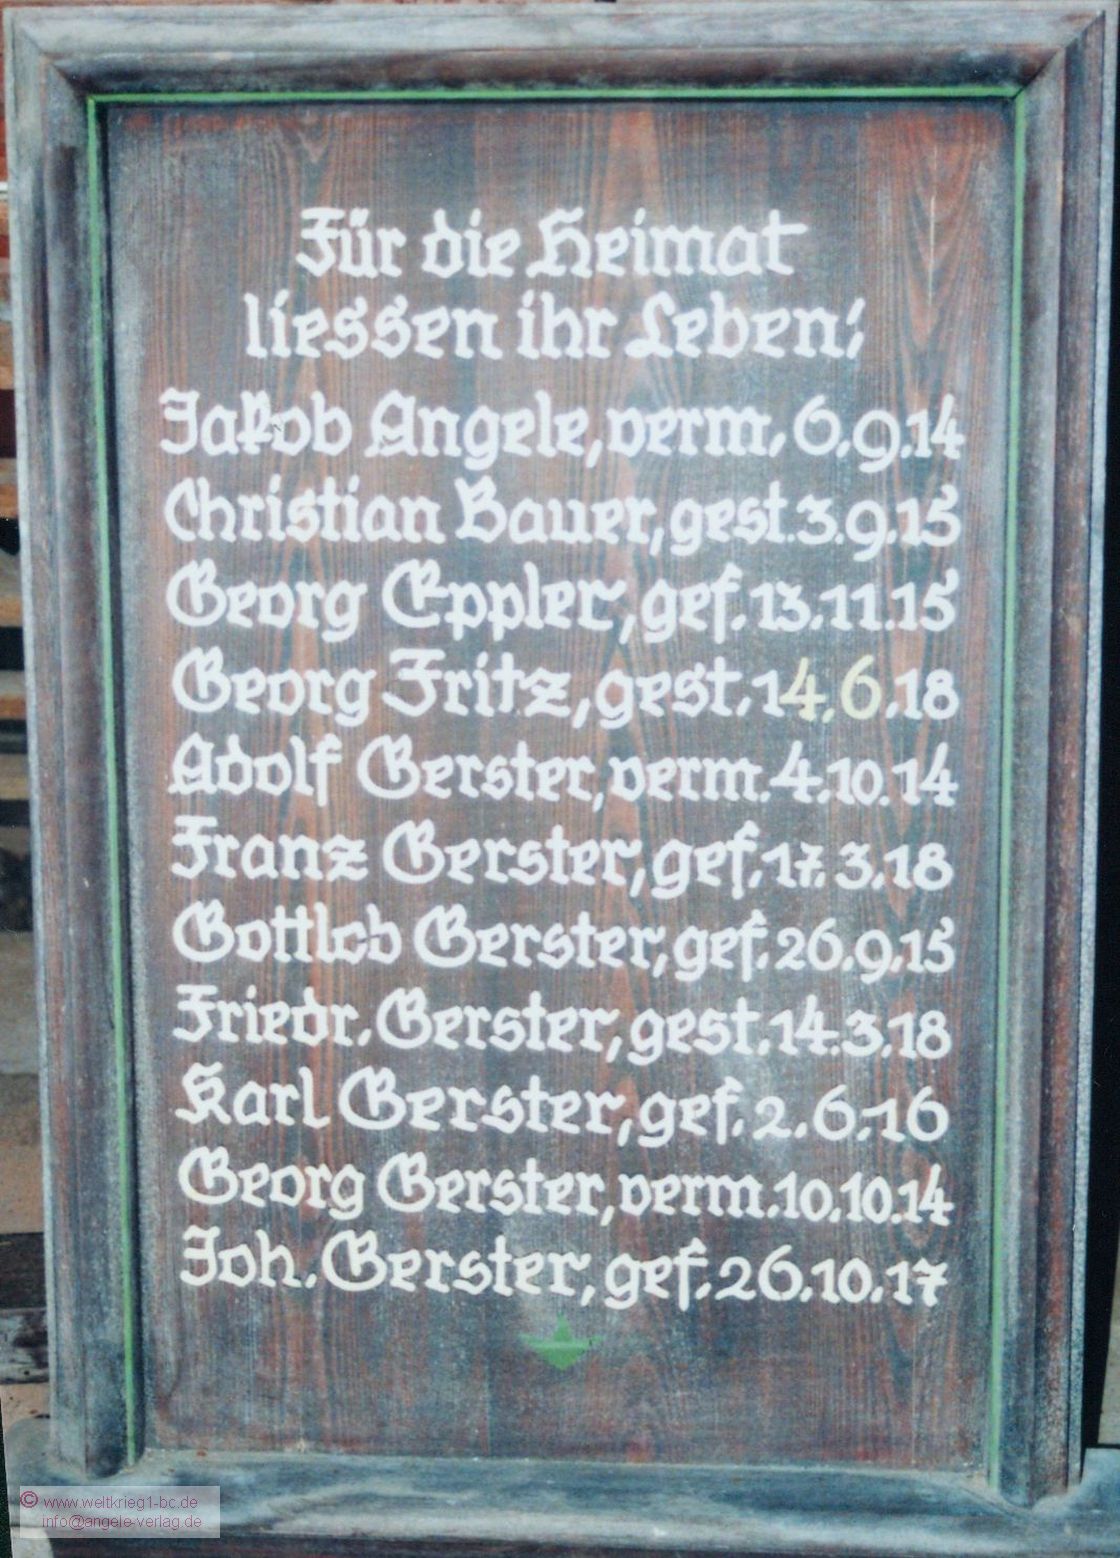 Für die Heimat
liessen ihr Leben:
Jakob Angele, verm. 6.9.14
Christian Bauer, gest. 3.9.15
Georg Eppler, gef. 13.11.15
Georg Fritz, gest. 14.6.18
Adolf Gerster, verm. 4.10.14
Franz Gerster, gef. 17.3.18
Gottlob Gerster, gef. 26.9.15
Friedr. Gerster, gest. 14.3.18
Karl Gerster, gef. 2.6.16
Georg Gerster, verm. 10.10.14
Joh. Gerster, gef. 26.10.17
© www.weltkrieg1-bc.de
info@angele-verlag.de